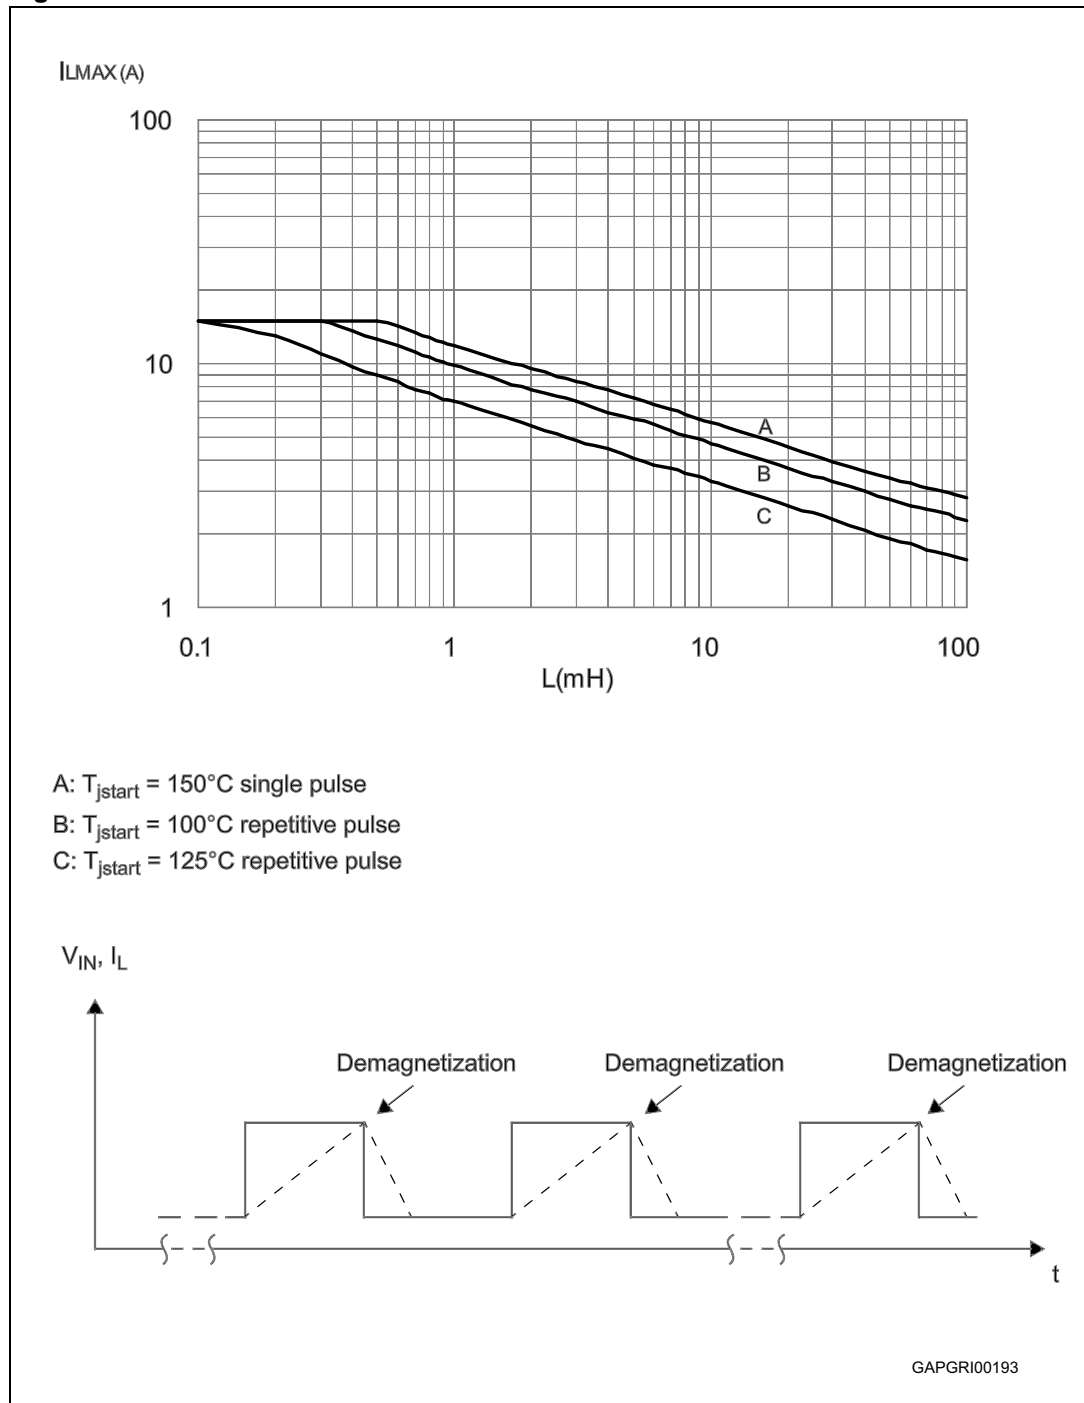 ILMAX (A)
100
10
1
A
B
C
0.1 1 10 100
L(mH)
A: Tjstart = 150°C single pulse
B: Tjstart = 100°C repetitive pulse
C: Tjstart = 125°C repetitive pulse
VIN, IL
Demagnetization Demagnetization Demagnetization
t
GAPGRI00193